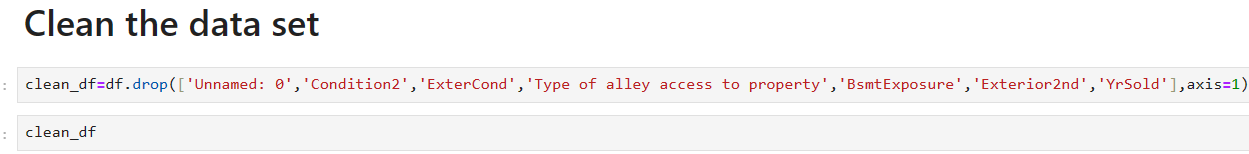 Clean the data set
: clean_df=df.drop(['Unnamed: 0','Condition2','ExterCond','Type of alley access to property','BsmtExposure','Exterior2nd','YrSold'],axis=1)
: clean_df